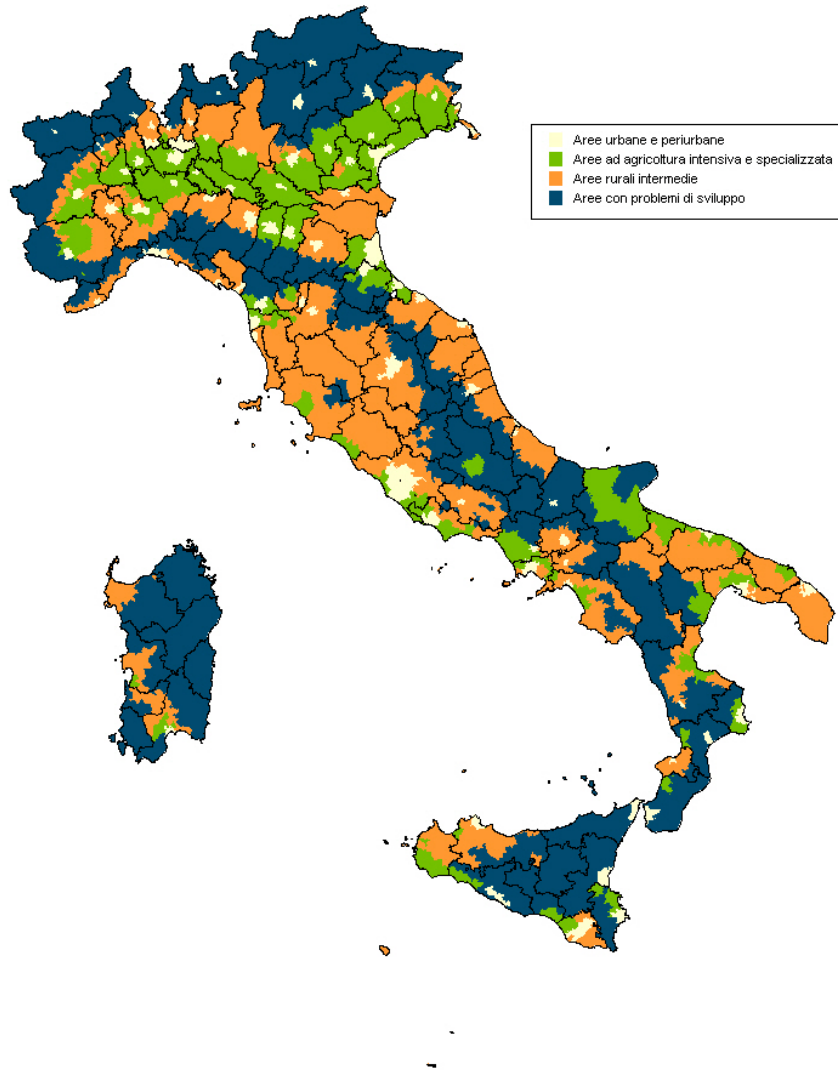 Aree urbane e periurbane
Aree ad agricoltura intensiva e specializzata
Aree rurali intermedie
Aree con problemi di sviluppo